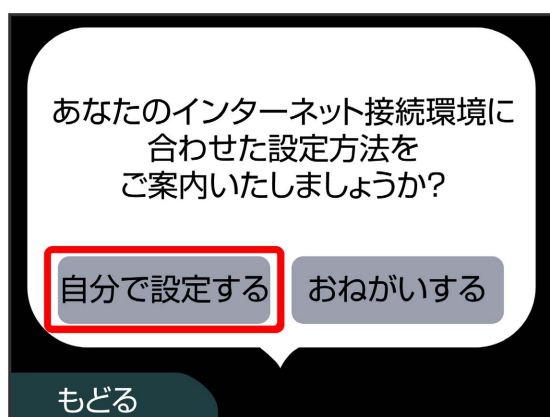 あなたのインターネット接続環境に
合わせた設定方法を
ご案内いたしましょうか?
自分で設定する おねがいする
もどる